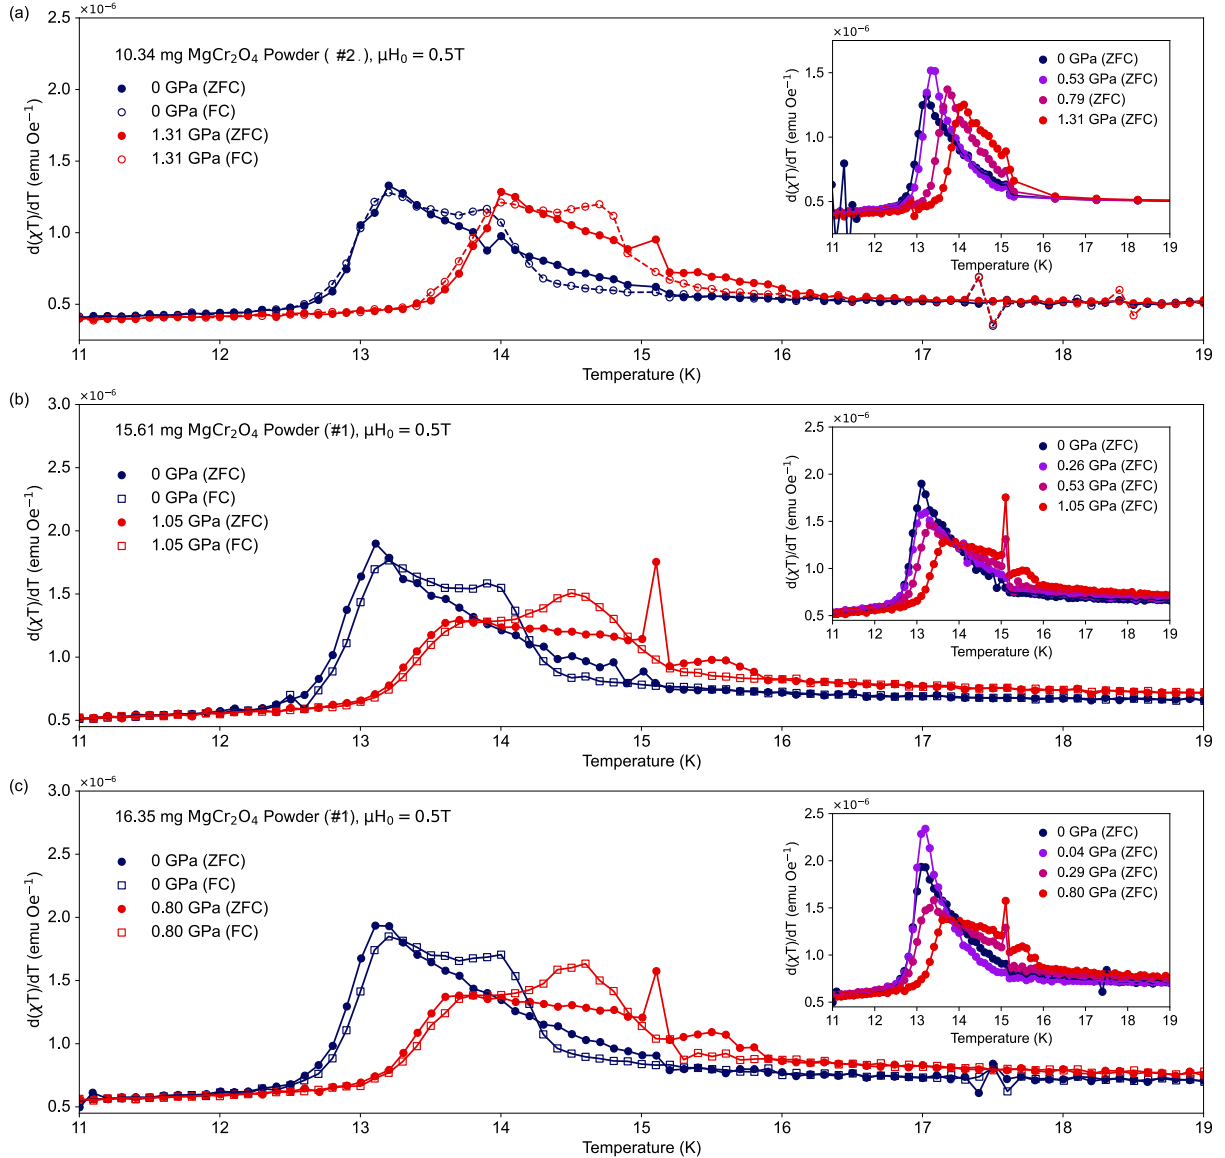 (a)
×10⁻⁶
2.5
2.0
1.5
1.0
0.5
d(χT)/dT (emu Oe⁻¹)
10.34 mg MgCr₂O₄ Powder ( #2 ), μH₀ = 0.5T
0 GPa (ZFC)
0 GPa (FC)
1.31 GPa (ZFC)
1.31 GPa (FC)
11 12 13 14 15 16 17 18 19
Temperature (K)
×10⁻⁶
1.5
1.0
0.5
d(χT)/dT (emu Oe⁻¹)
0 GPa (ZFC)
0.53 GPa (ZFC)
0.79 (ZFC)
1.31 GPa (ZFC)
11 12 13 14 15 16 17 18 19
Temperature (K)
(b)
×10⁻⁶
3.0
2.5
2.0
1.5
1.0
0.5
d(χT)/dT (emu Oe⁻¹)
15.61 mg MgCr₂O₄ Powder (#1), μH₀ = 0.5T
0 GPa (ZFC)
0 GPa (FC)
1.05 GPa (ZFC)
1.05 GPa (FC)
11 12 13 14 15 16 17 18 19
Temperature (K)
×10⁻⁶
2.5
2.0
1.5
1.0
0.5
d(χT)/dT (emu Oe⁻¹)
0 GPa (ZFC)
0.26 GPa (ZFC)
0.53 GPa (ZFC)
1.05 GPa (ZFC)
11 12 13 14 15 16 17 18 19
Temperature (K)
(c)
×10⁻⁶
3.0
2.5
2.0
1.5
1.0
0.5
d(χT)/dT (emu Oe⁻¹)
16.35 mg MgCr₂O₄ Powder (#1), μH₀ = 0.5T
0 GPa (ZFC)
0 GPa (FC)
0.80 GPa (ZFC)
0.80 GPa (FC)
11 12 13 14 15 16 17 18 19
Temperature (K)
×10⁻⁶
2.5
2.0
1.5
1.0
0.5
d(χT)/dT (emu Oe⁻¹)
0 GPa (ZFC)
0.04 GPa (ZFC)
0.29 GPa (ZFC)
0.80 GPa (ZFC)
11 12 13 14 15 16 17 18 19
Temperature (K)